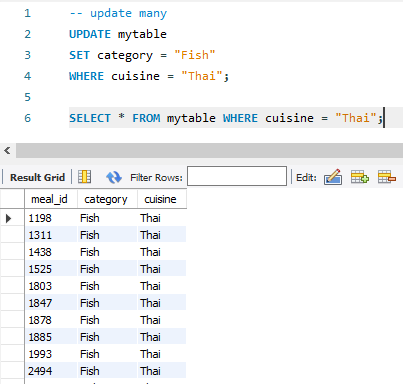 1 -- update many
2 UPDATE mytable
3 SET category = "Fish"
4 WHERE cuisine = "Thai";
5
6 SELECT * FROM mytable WHERE cuisine = "Thai";
Result Grid Filter Rows: Edit:
meal_id category cuisine
1198 Fish Thai
1311 Fish Thai
1438 Fish Thai
1525 Fish Thai
1803 Fish Thai
1847 Fish Thai
1878 Fish Thai
1885 Fish Thai
1993 Fish Thai
2494 Fish Thai